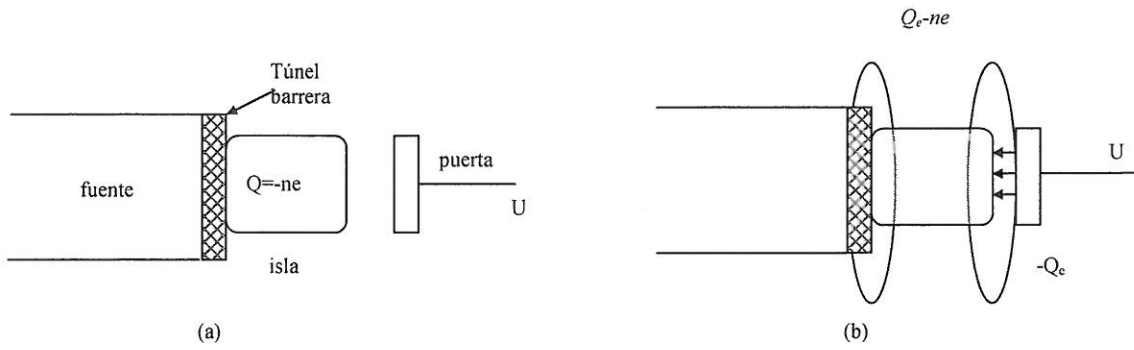 Túnel
barrera
fuente
Q=-ne
puerta
U
isla
(a)
Qe-ne
U
-Qe
(b)